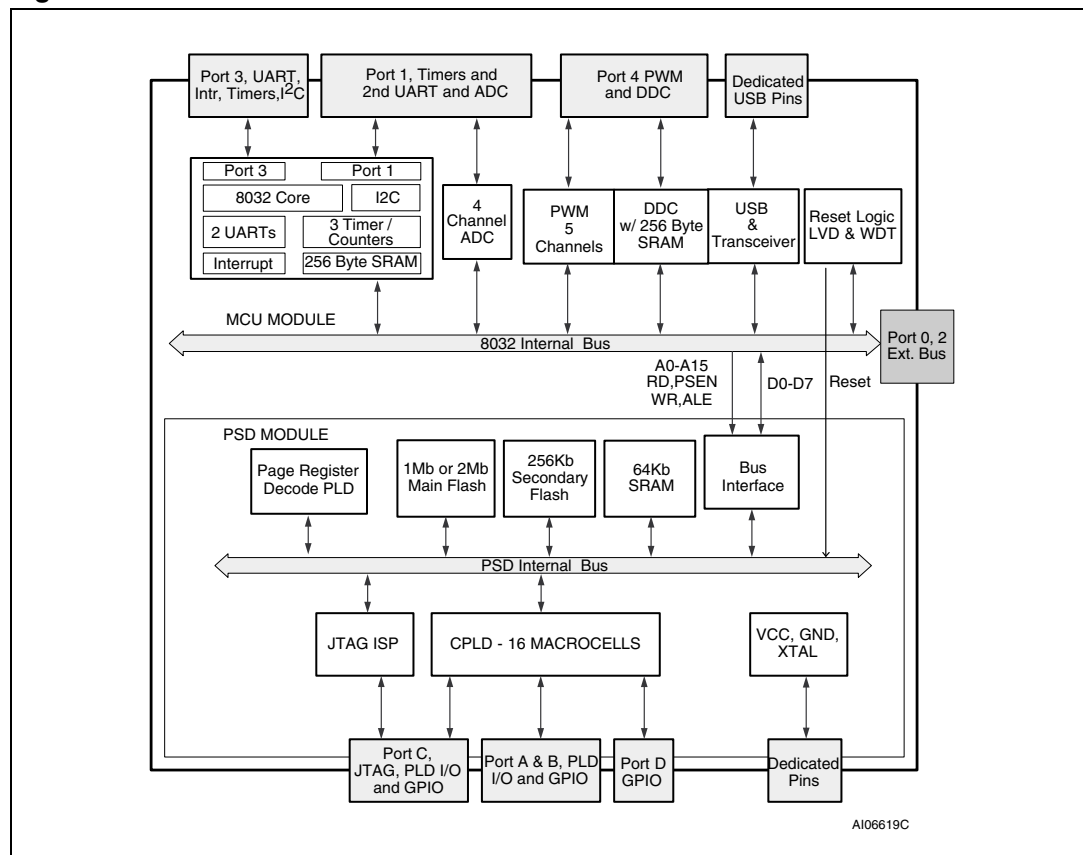 Port 3, UART,
Intr, Timers,I2C
Port 1, Timers and
2nd UART and ADC
Port 4 PWM
and DDC
Dedicated
USB Pins
Port 3
Port 1
8032 Core
I2C
2 UARTs
3 Timer /
Counters
Interrupt
256 Byte SRAM
4
Channel
ADC
PWM
5
Channels
DDC
w/ 256 Byte
SRAM
USB
&
Transceiver
Reset Logic
LVD & WDT
MCU MODULE
8032 Internal Bus
Port 0, 2
Ext. Bus
A0-A15
RD,PSEN
WR,ALE
D0-D7
Reset
PSD MODULE
Page Register
Decode PLD
1Mb or 2Mb
Main Flash
256Kb
Secondary
Flash
64Kb
SRAM
Bus
Interface
PSD Internal Bus
JTAG ISP
CPLD - 16 MACROCELLS
VCC, GND,
XTAL
Port C,
JTAG, PLD I/O
and GPIO
Port A & B, PLD
I/O and GPIO
Port D
GPIO
Dedicated
Pins
AI06619C